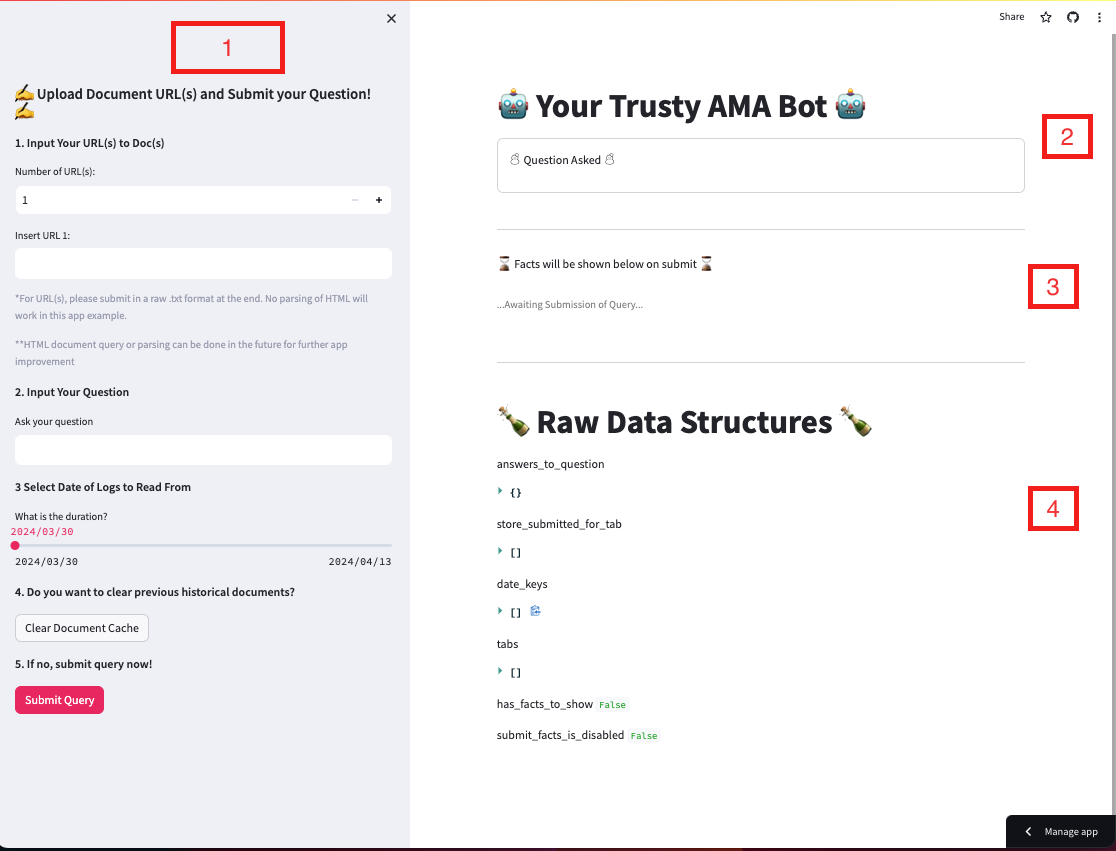 1
✍️Upload Document URL(s) and Submit your Question!
✍️
1. Input Your URL(s) to Doc(s)
Number of URL(s):
1
Insert URL 1:
*For URL(s), please submit in a raw .txt format at the end. No parsing of HTML will
work in this app example.
**HTML document query or parsing can be done in the future for further app
improvement
2. Input Your Question
Ask your question
3 Select Date of Logs to Read From
What is the duration?
2024/03/30
2024/03/30 2024/04/13
4. Do you want to clear previous historical documents?
Clear Document Cache
5. If no, submit query now!
Submit Query
Share
🤖 Your Trusty AMA Bot 🤖
2
☃ Question Asked ☃
⌛ Facts will be shown below on submit ⌛
3
...Awaiting Submission of Query...
🍾 Raw Data Structures 🍾
answers_to_question
{}
4
store_submitted_for_tab
[]
date_keys
[]
tabs
[]
has_facts_to_show False
submit_facts_is_disabled False
Manage app